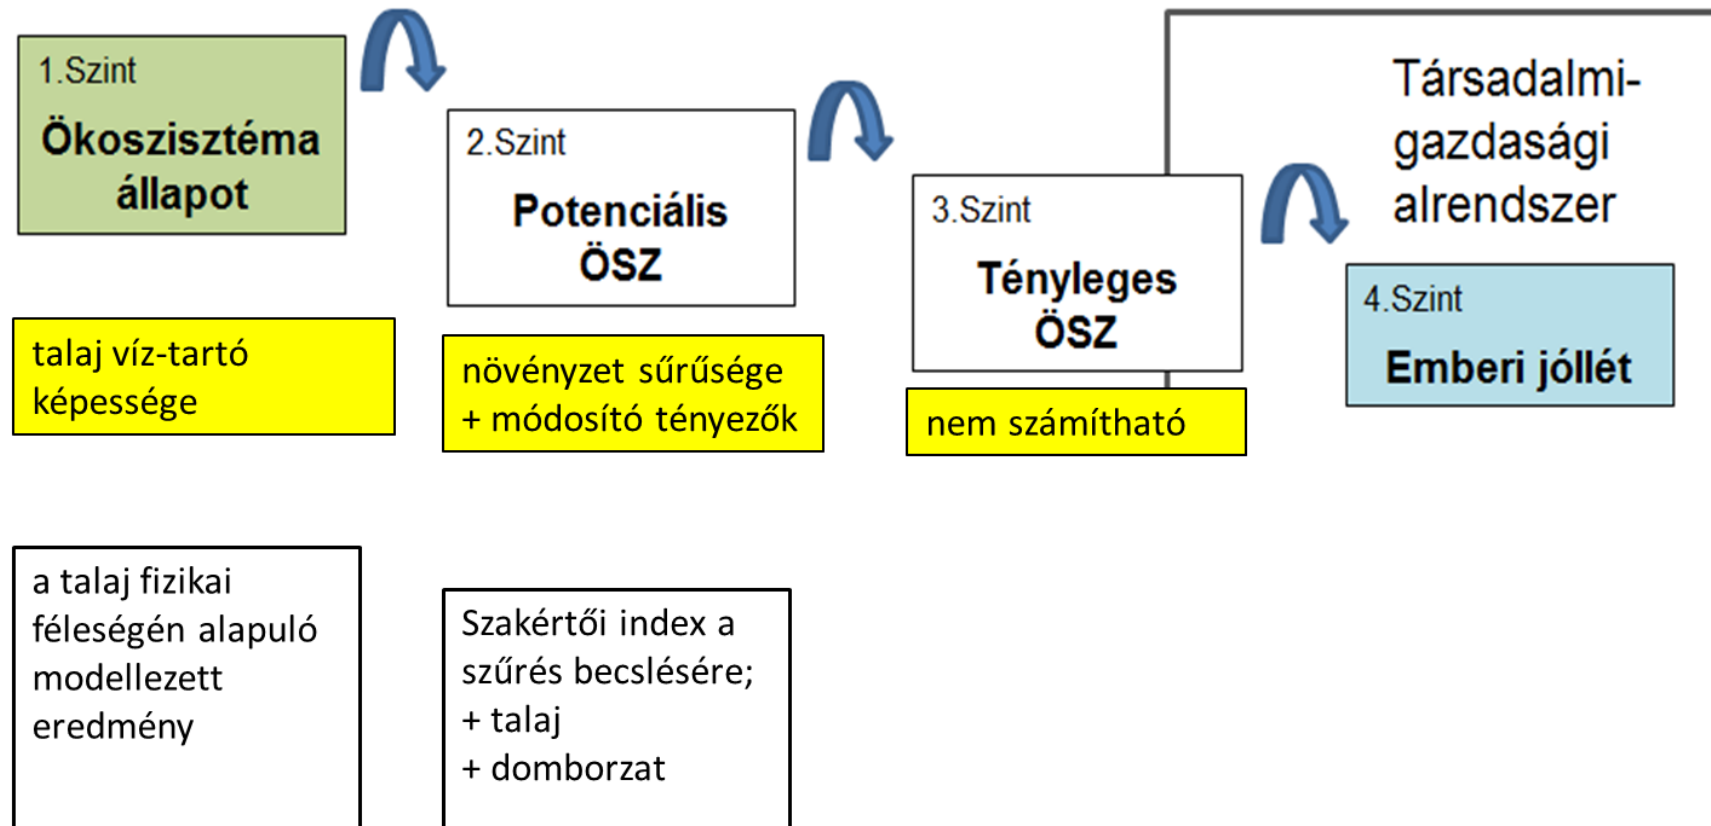 1.Szint
Ökoszisztéma
állapot
2.Szint
Potenciális
ÖSZ
3.Szint
Tényleges
ÖSZ
Társadalmi-
gazdasági
alrendszer
4.Szint
Emberi jóllét
talaj víz-tartó
képessége
növényzet sűrűsége
+ módosító tényezők
nem számítható
a talaj fizikai
féleségén alapuló
modellezett
eredmény
Szakértői index a
szűrés becslésére;
+ talaj
+ domborzat